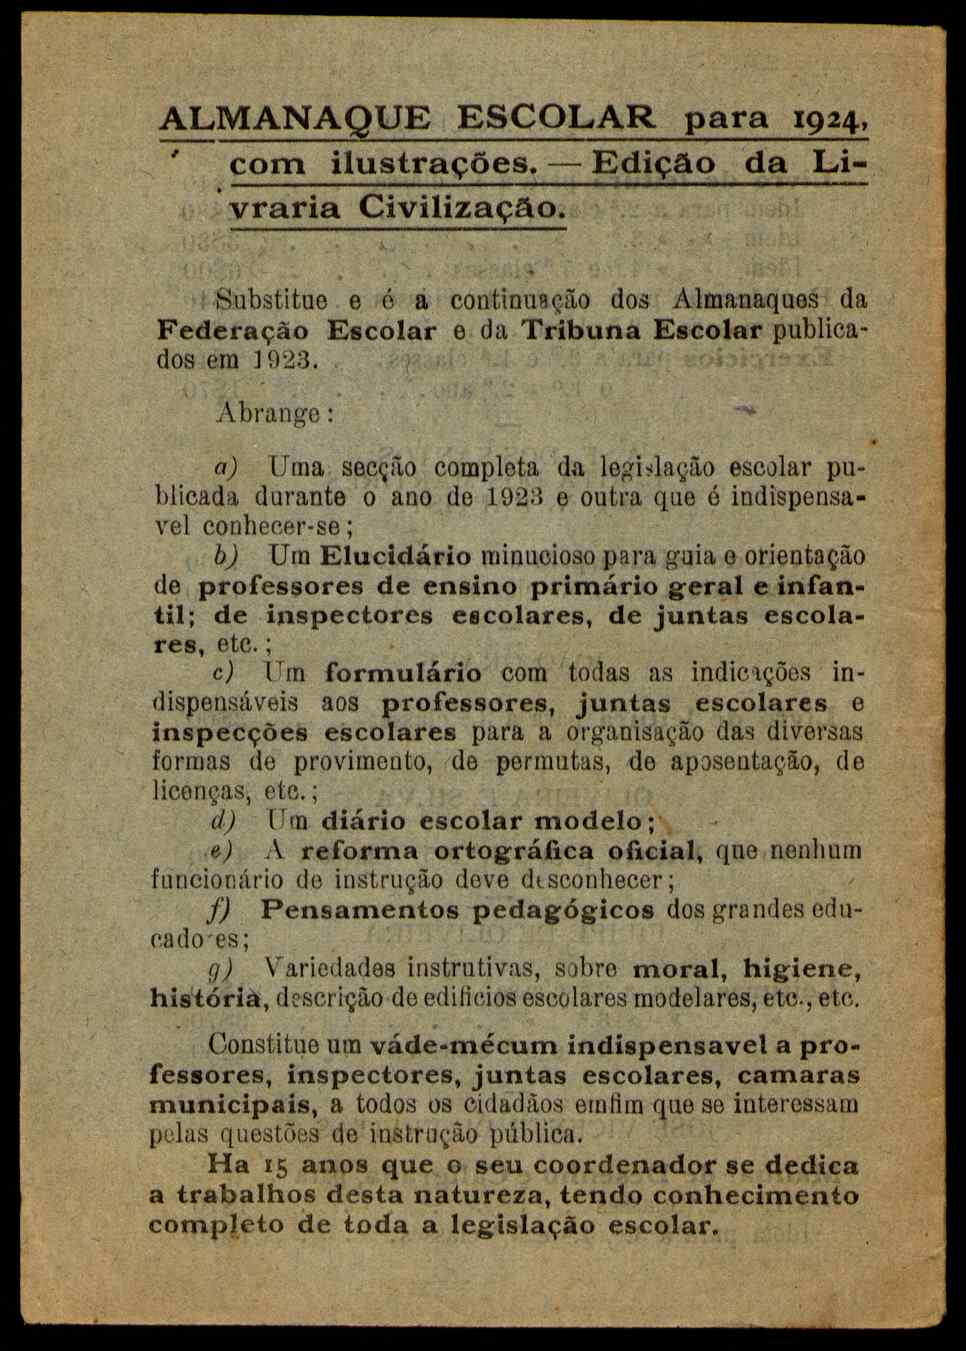 ALMANAQUE ESCOLAR para 1924,
com ilustrações. — Edição da Li-
vraria Civilização.
Substitue e é a continuação dos Almanaques da
Federação Escolar e da Tribuna Escolar publica-
dos em 1923.
Abrange:
a) Uma secção completa da legislação escolar pu-
blicada durante o ano de 1923 e outra que é indispensa-
vel conhecer-se;
b) Um Elucidário minucioso para guia e orientação
de professores de ensino primário geral e infan-
til; de inspectores escolares, de juntas escola-
res, etc.;
c) Um formulário com todas as indicações in-
dispensáveis aos professores, juntas escolares e
inspecções escolares para a organisação das diversas
formas de provimento, de permutas, de aposentação, de
licenças, etc.;
d) Um diário escolar modelo;
e) A reforma ortográfica oficial, que nenhum
funcionário de instrução deve desconhecer;
f) Pensamentos pedagógicos dos grandes edu-
cadores;
g) Variedades instrutivas, sobre moral, higiene,
história, descrição de edificios escolares modelares, etc., etc.
Constitue um váde-mécum indispensavel a pro-
fessores, inspectores, juntas escolares, camaras
municipais, a todos os cidadãos emfim que se interessam
pelas questões de instrução pública.
Ha 15 anos que o seu coordenador se dedica
a trabalhos desta natureza, tendo conhecimento
completo de toda a legislação escolar.